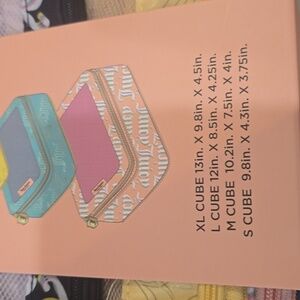 XL CUBE 13in. X 9.8in. X 4.5in.
L CUBE 12in. X 8.5in. X 4.25in.
M CUBE 10.2in. X 7.5in. X 4in.
S CUBE 9.8in. X 4.3in. X 3.75in.